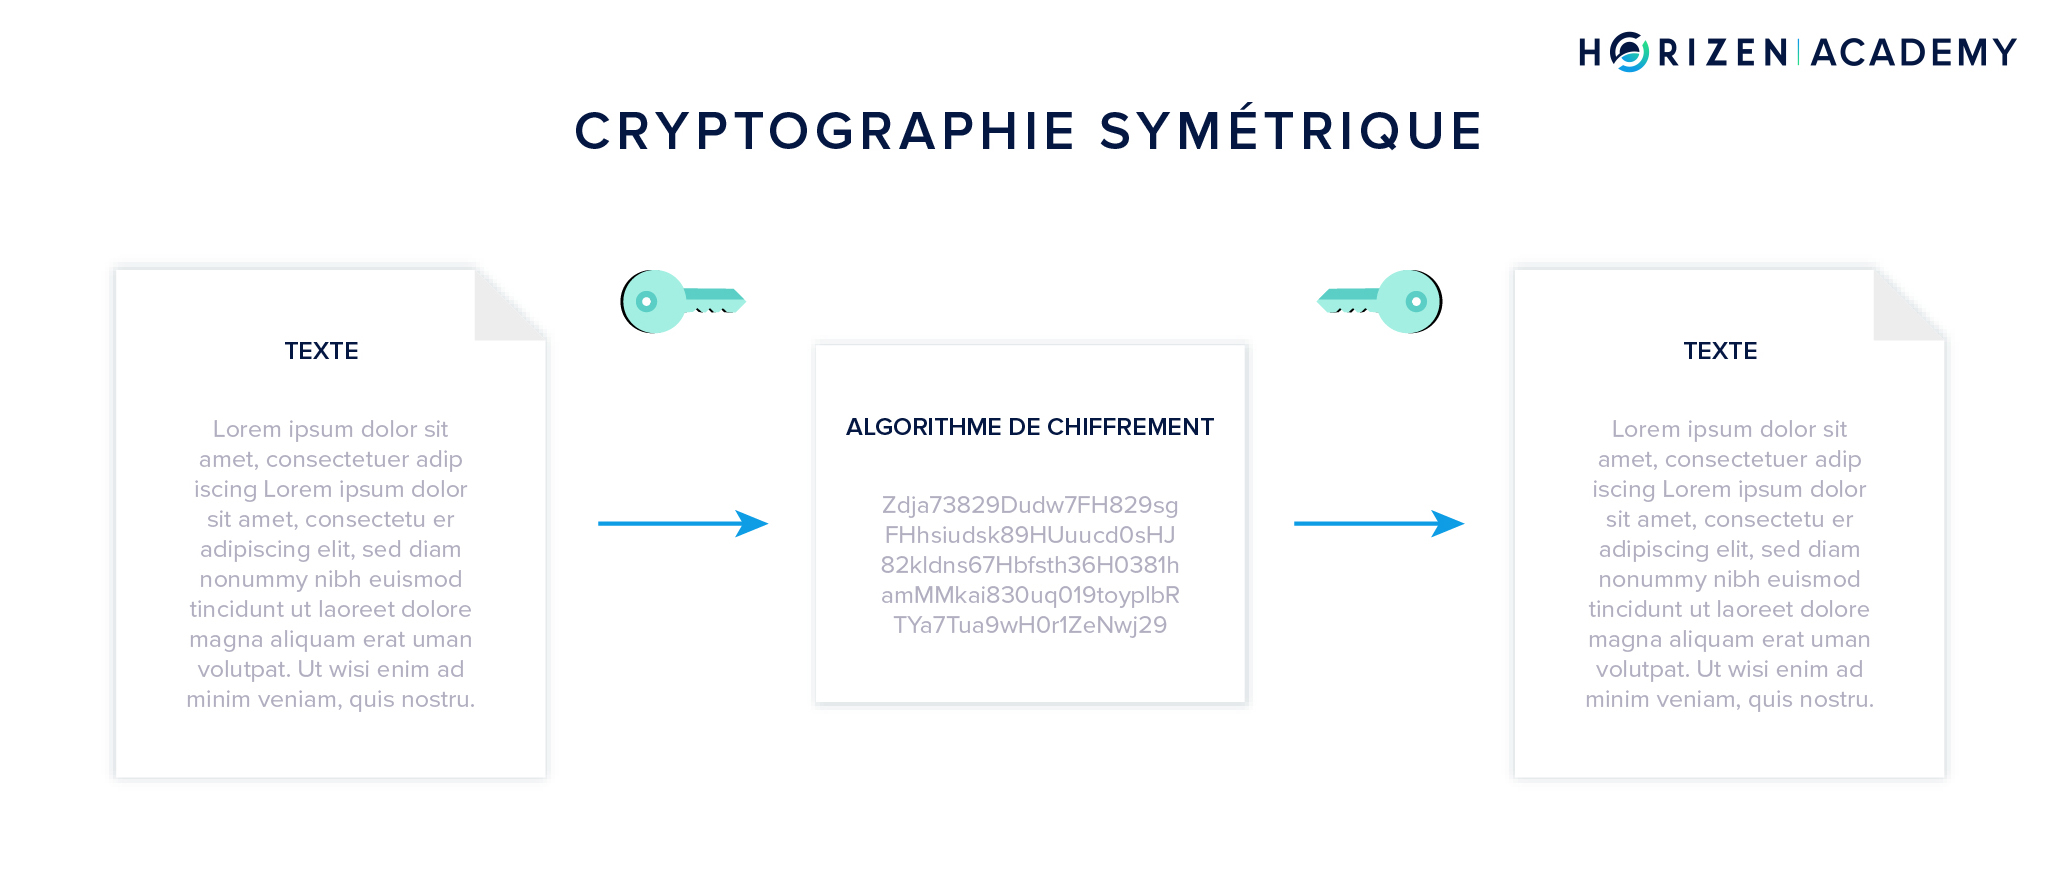 HORIZEN | ACADEMY
CRYPTOGRAPHIE SYMÉTRIQUE
TEXTE
Lorem ipsum dolor sit
amet, consectetuer adip
iscing Lorem ipsum dolor
sit amet, consectetu er
adipiscing elit, sed diam
nonummy nibh euismod
tincidunt ut laoreet dolore
magna aliquam erat uman
volutpat. Ut wisi enim ad
minim veniam, quis nostru.
ALGORITHME DE CHIFFREMENT
Zdja73829Dudw7FH829sg
FHhsiudsk89HUuucd0sHJ
82kldns67Hbfsth36H0381h
amMMkai830uq019toyplbR
TYa7Tua9wH0r1ZeNwj29
TEXTE
Lorem ipsum dolor sit
amet, consectetuer adip
iscing Lorem ipsum dolor
sit amet, consectetu er
adipiscing elit, sed diam
nonummy nibh euismod
tincidunt ut laoreet dolore
magna aliquam erat uman
volutpat. Ut wisi enim ad
minim veniam, quis nostru.